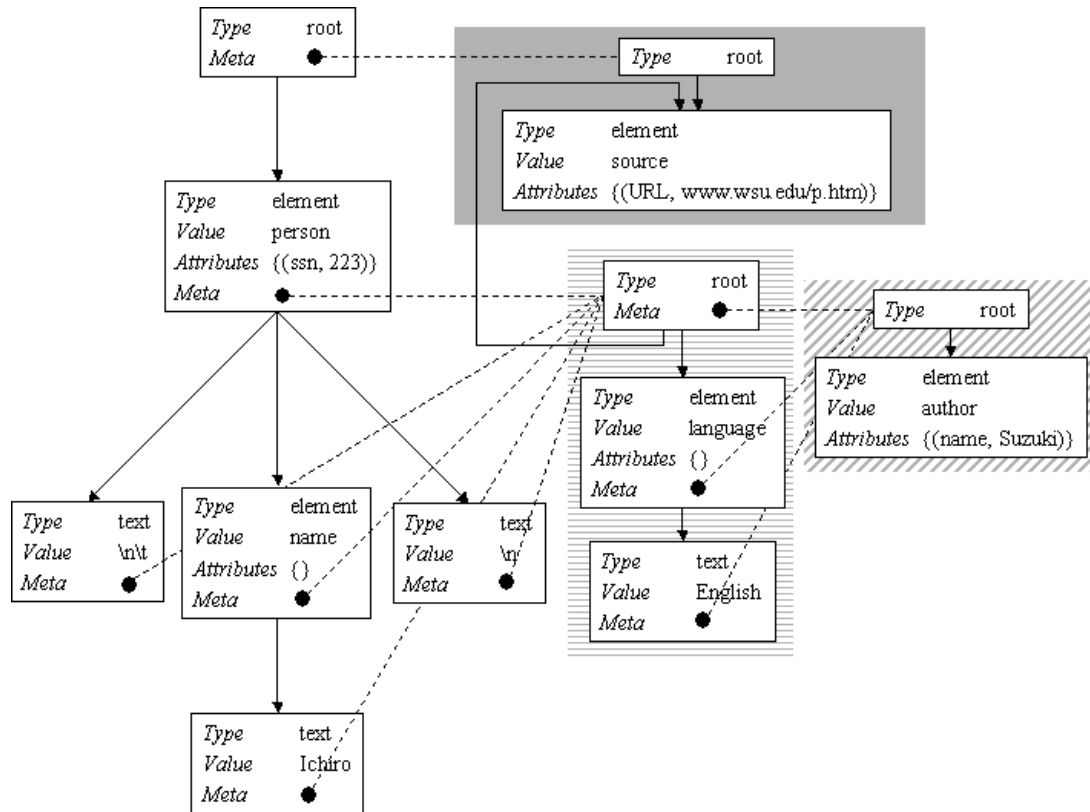 Type root
Meta
Type root
Type element
Value source
Attributes {(URL, www.wsu.edu/p.htm)}
Type element
Value person
Attributes {(ssn, 223)}
Meta
Type root
Meta
Type root
Type element
Value author
Attributes {(name, Suzuki)}
Type element
Value language
Attributes {}
Meta
Type text
Value \n\t
Meta
Type element
Value name
Attributes {}
Meta
Type text
Value \n
Meta
Type text
Value English
Meta
Type text
Value Ichiro
Meta